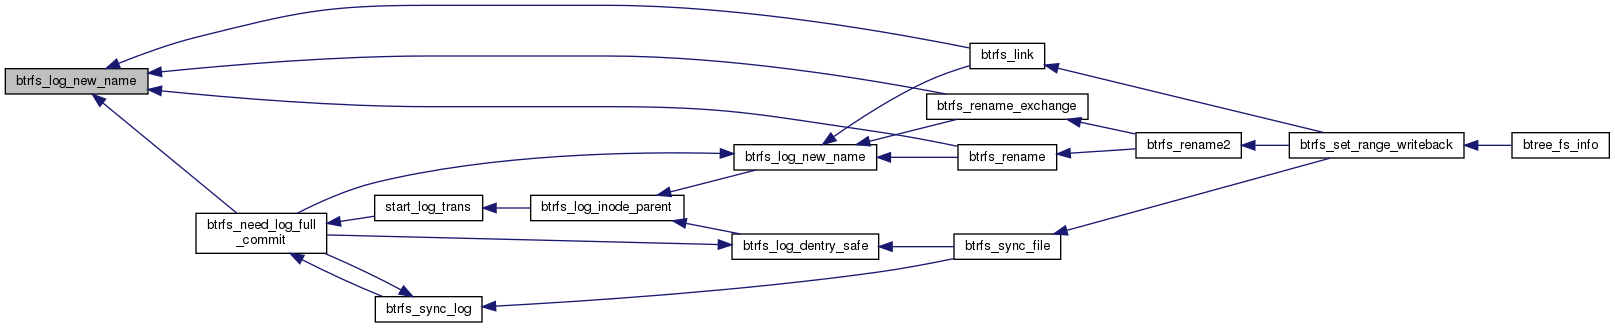 btrfs_link
btrfs_log_new_name
btrfs_rename_exchange
btrfs_rename2
btrfs_set_range_writeback
btree_fs_info
btrfs_log_new_name
btrfs_rename
start_log_trans
btrfs_log_inode_parent
btrfs_need_log_full
_commit
btrfs_log_dentry_safe
btrfs_sync_file
btrfs_sync_log